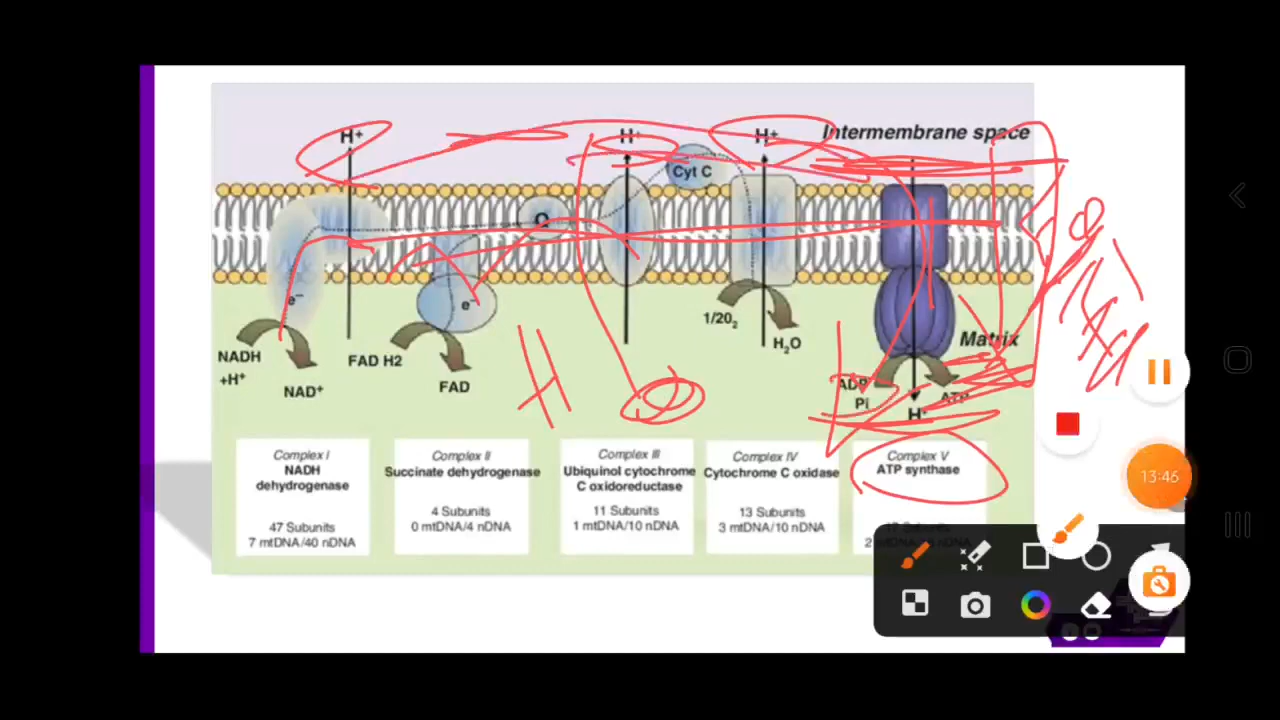 H+ H+ H+ Intermembrane space
Cyt C
Q
e-
e-
NADH
+H+
NAD+
FAD H2
FAD
1/2O2
H2O
Matrix
ADP
Pi
ATP
H+
H
Complex I
NADH
dehydrogenase
47 Subunits
7 mtDNA/40 nDNA
Complex II
Succinate dehydrogenase
4 Subunits
0 mtDNA/4 nDNA
Complex III
Ubiquinol cytochrome
C oxidoreductase
11 Subunits
1 mtDNA/10 nDNA
Complex IV
Cytochrome C oxidase
13 Subunits
3 mtDNA/10 nDNA
Complex V
ATP synthase
Subunits
13:46